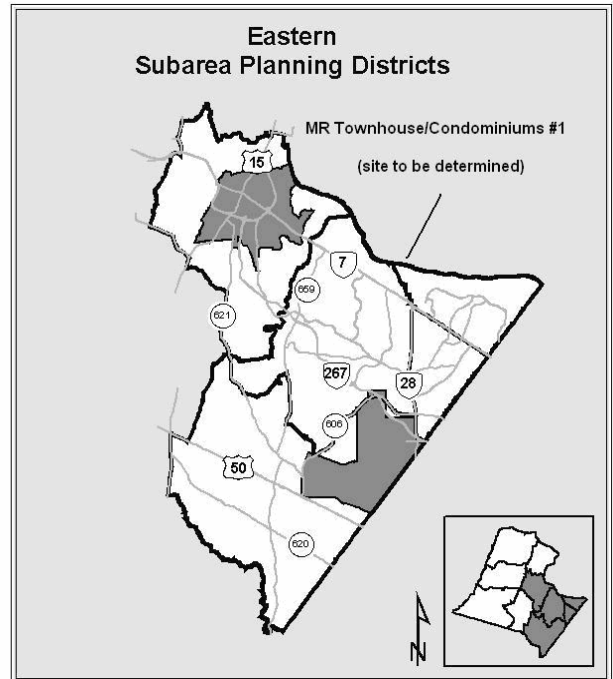 Eastern
Subarea Planning Districts
MR Townhouse/Condominiums #1
(site to be determined)
15
7
659
621
267
28
606
50
620
N